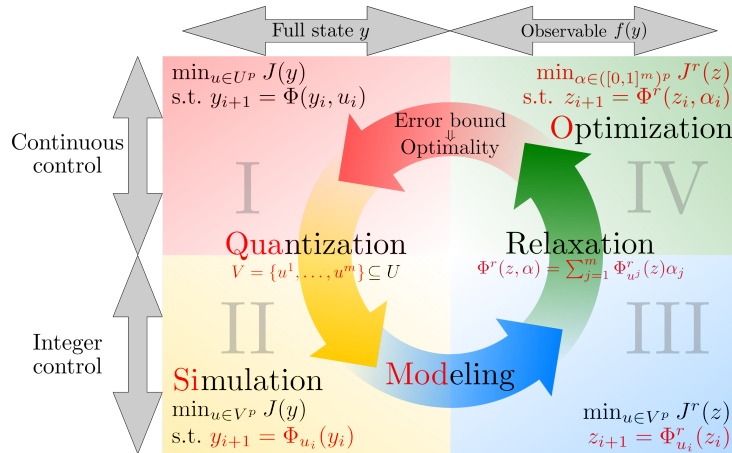 Full state y
Observable f(y)
min_{u∈U^p} J(y)
s.t. y_{i+1} = Φ(y_i, u_i)
min_{α∈([0,1]^m)^p} J^r(z)
s.t. z_{i+1} = Φ^r(z_i, α_i)
Error bound
⇓
Optimality
Optimization
Continuous
control
I
IV
Quantization
V = {u^1, . . . , u^m} ⊆ U
Relaxation
Φ^r(z, α) = ∑_{j=1}^m Φ^r_{u^j}(z)α_j
Integer
control
II
III
Simulation
Modeling
min_{u∈V^p} J(y)
s.t. y_{i+1} = Φ_{u_i}(y_i)
min_{u∈V^p} J^r(z)
z_{i+1} = Φ^r_{u_i}(z_i)